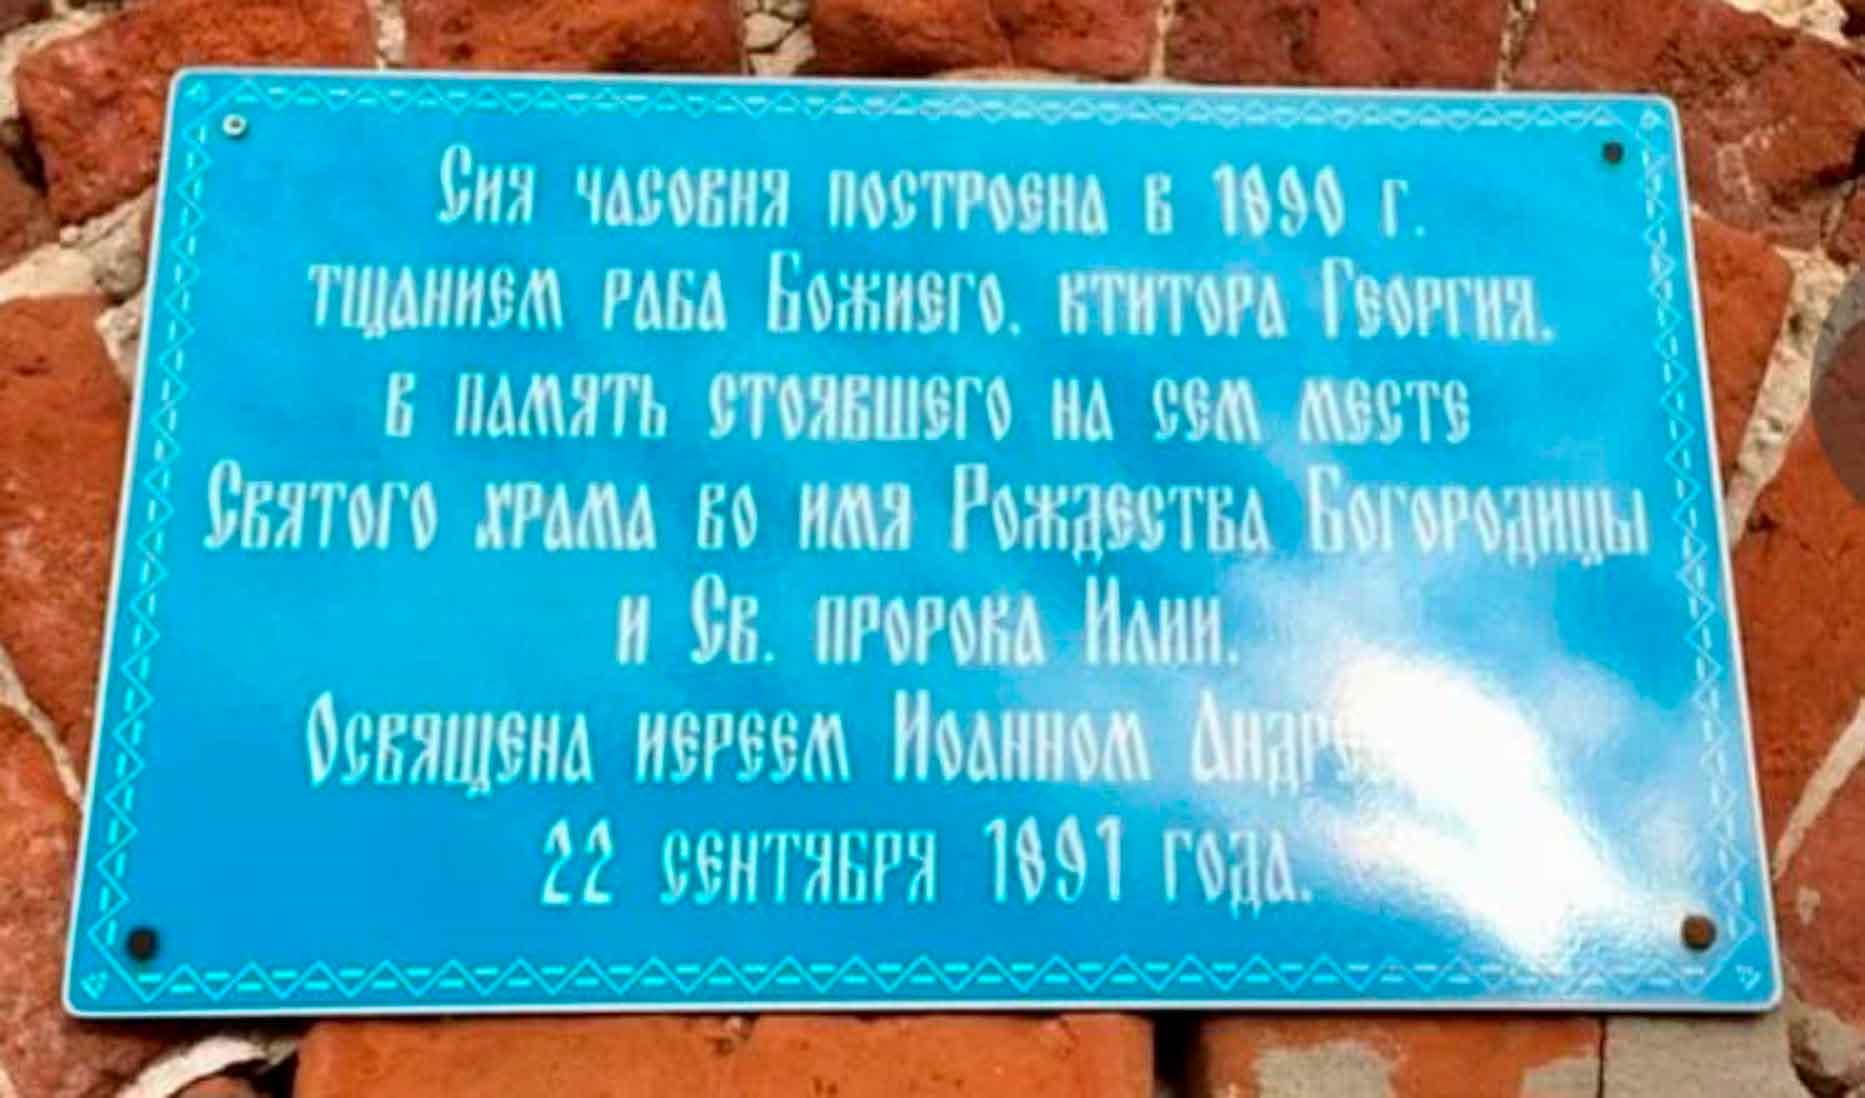 Сия часовня построена в 1890 г.
тщанием раба Божиего, ктитора Георгия,
в память стоявшего на сем месте
Святого храма во имя Рождества Богородицы
и Св. пророка Илии.
Освящена иереем Иоанном
22 сентября 1891 года.